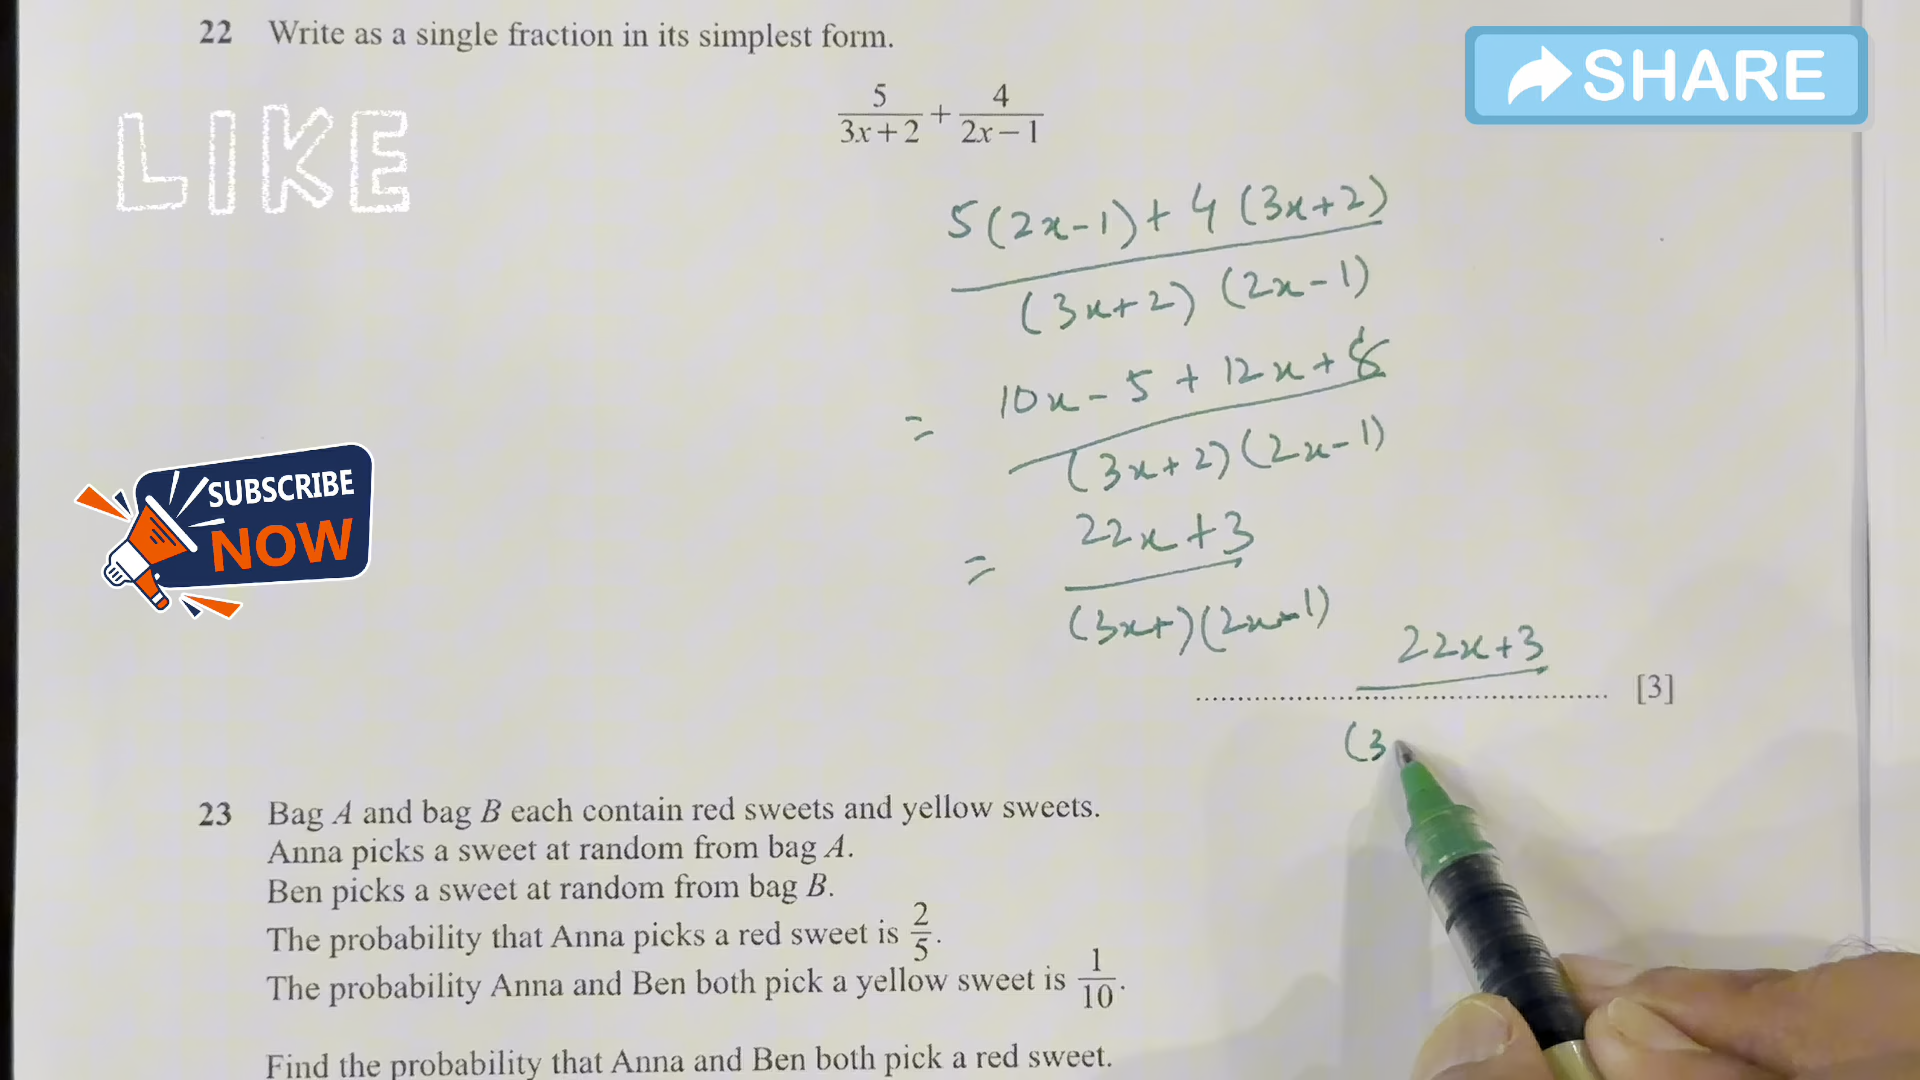 22 Write as a single fraction in its simplest form.
SHARE
LIKE
5/(3x+2) + 4/(2x−1)
5(2x-1)+4(3x+2)
(3x+2)(2x-1)
= 10x-5+12x+8
(3x+2)(2x-1)
SUBSCRIBE
NOW
= 22x+3
(3x+)(2x-1)
22x+3
[3]
(3
23 Bag A and bag B each contain red sweets and yellow sweets.
Anna picks a sweet at random from bag A.
Ben picks a sweet at random from bag B.
The probability that Anna picks a red sweet is 2/5.
The probability Anna and Ben both pick a yellow sweet is 1/10.
Find the probability that Anna and Ben both pick a red sweet.